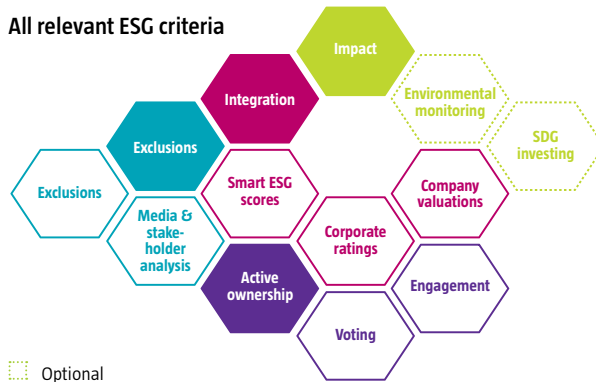 All relevant ESG criteria
Impact
Integration
Environmental
monitoring
Exclusions
SDG
investing
Exclusions
Smart ESG
scores
Company
valuations
Media &
stake-
holder
analysis
Corporate
ratings
Active
ownership
Engagement
Voting
Optional